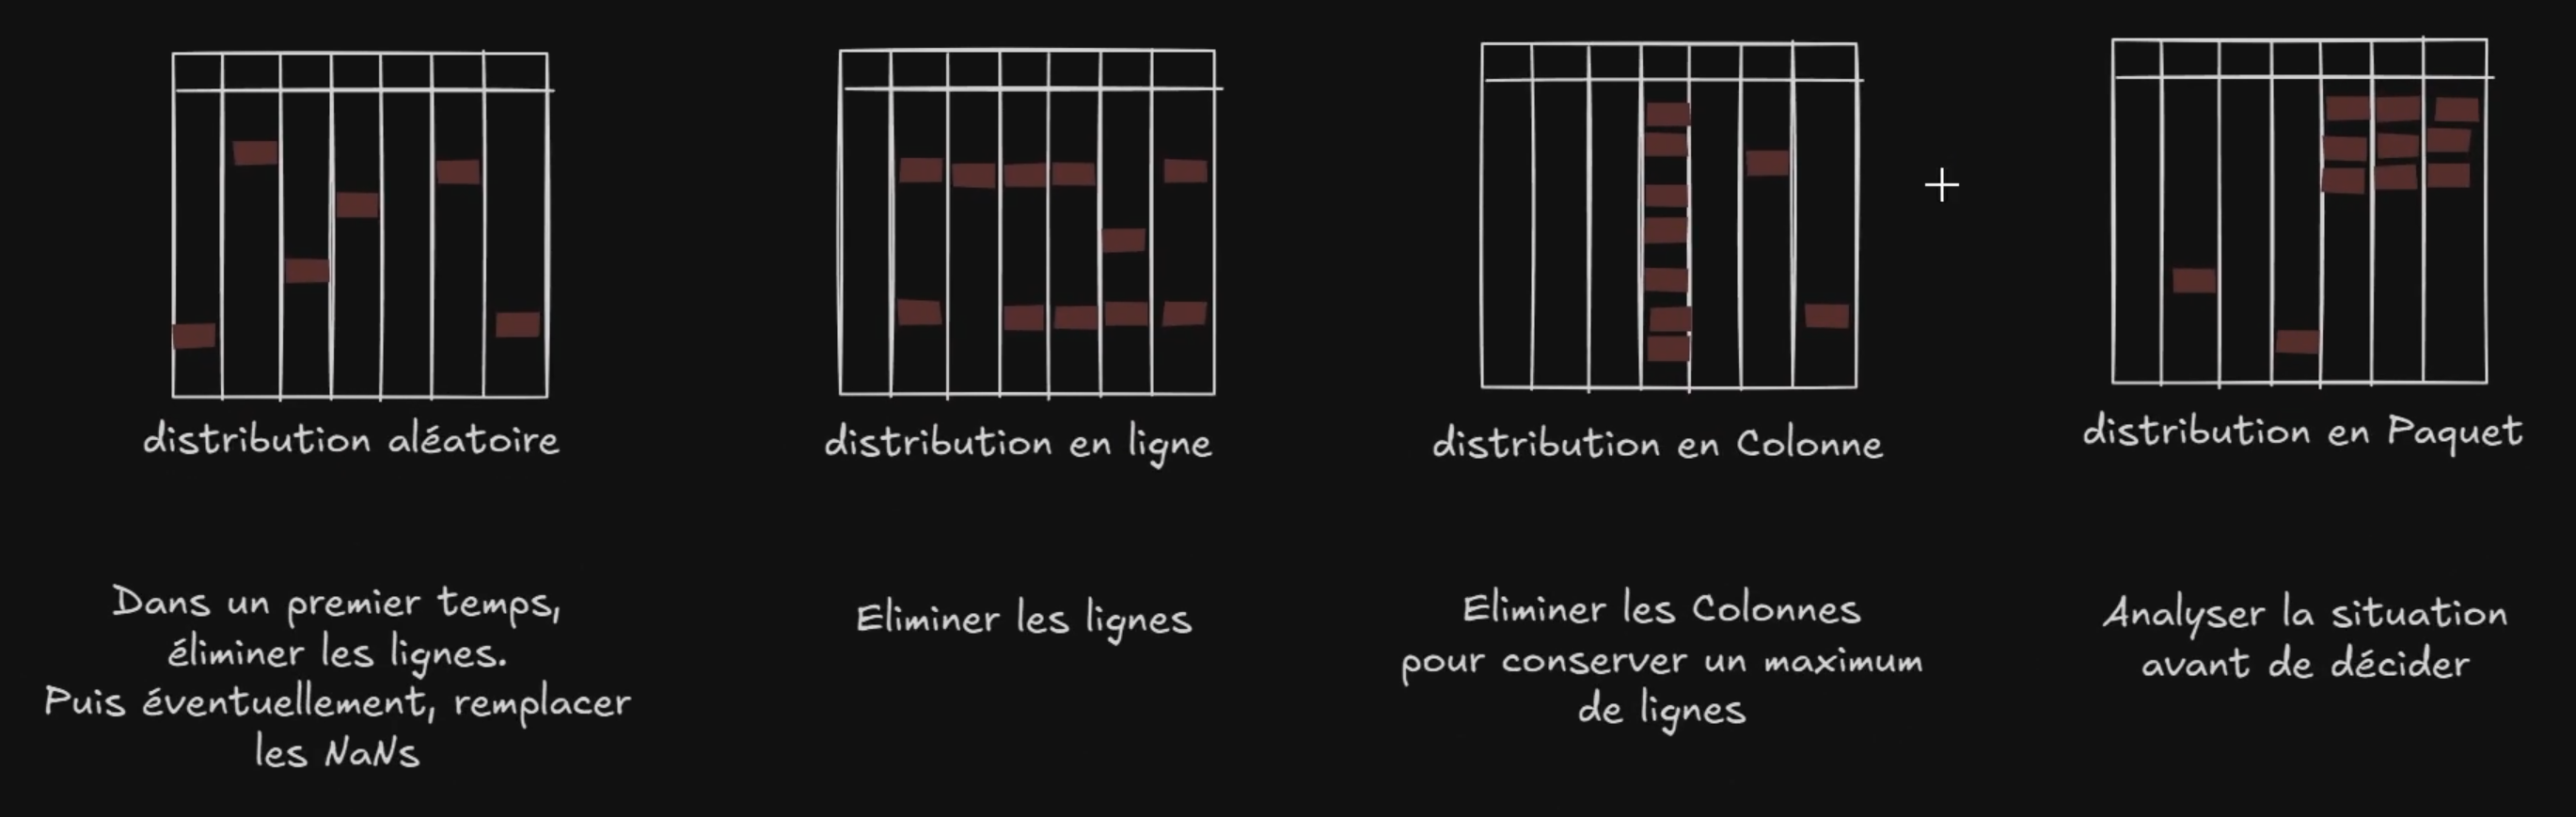 distribution aléatoire
distribution en ligne
distribution en Colonne
distribution en Paquet
Dans un premier temps,
éliminer les lignes.
Puis éventuellement, remplacer
les NaNs
Eliminer les lignes
Eliminer les Colonnes
pour conserver un maximum
de lignes
Analyser la situation
avant de décider